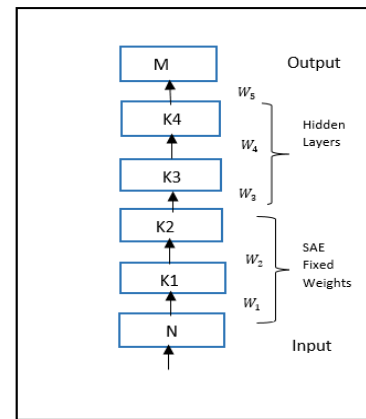 M Output
W₅
K4
Hidden
Layers
W₄
K3
W₃
K2
SAE
Fixed
Weights
W₂
K1
W₁
N
Input